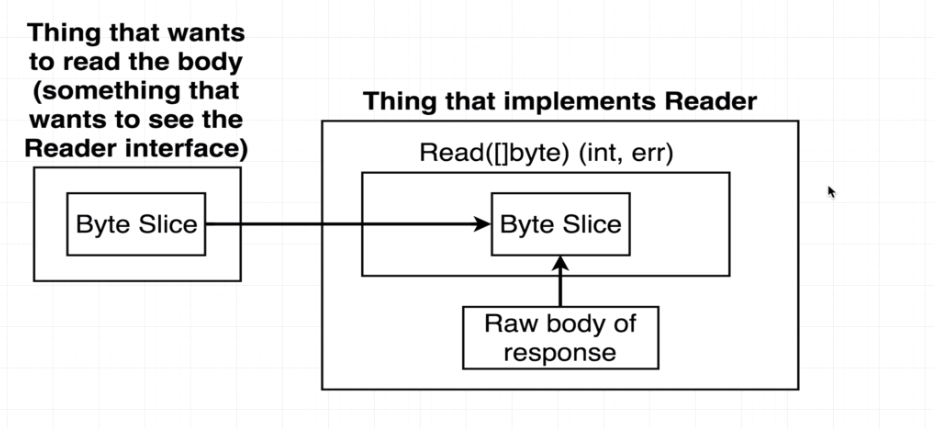 Thing that wants
to read the body
(something that
wants to see the
Reader interface)
Byte Slice
Thing that implements Reader
Read([]byte) (int, err)
Byte Slice
Raw body of
response